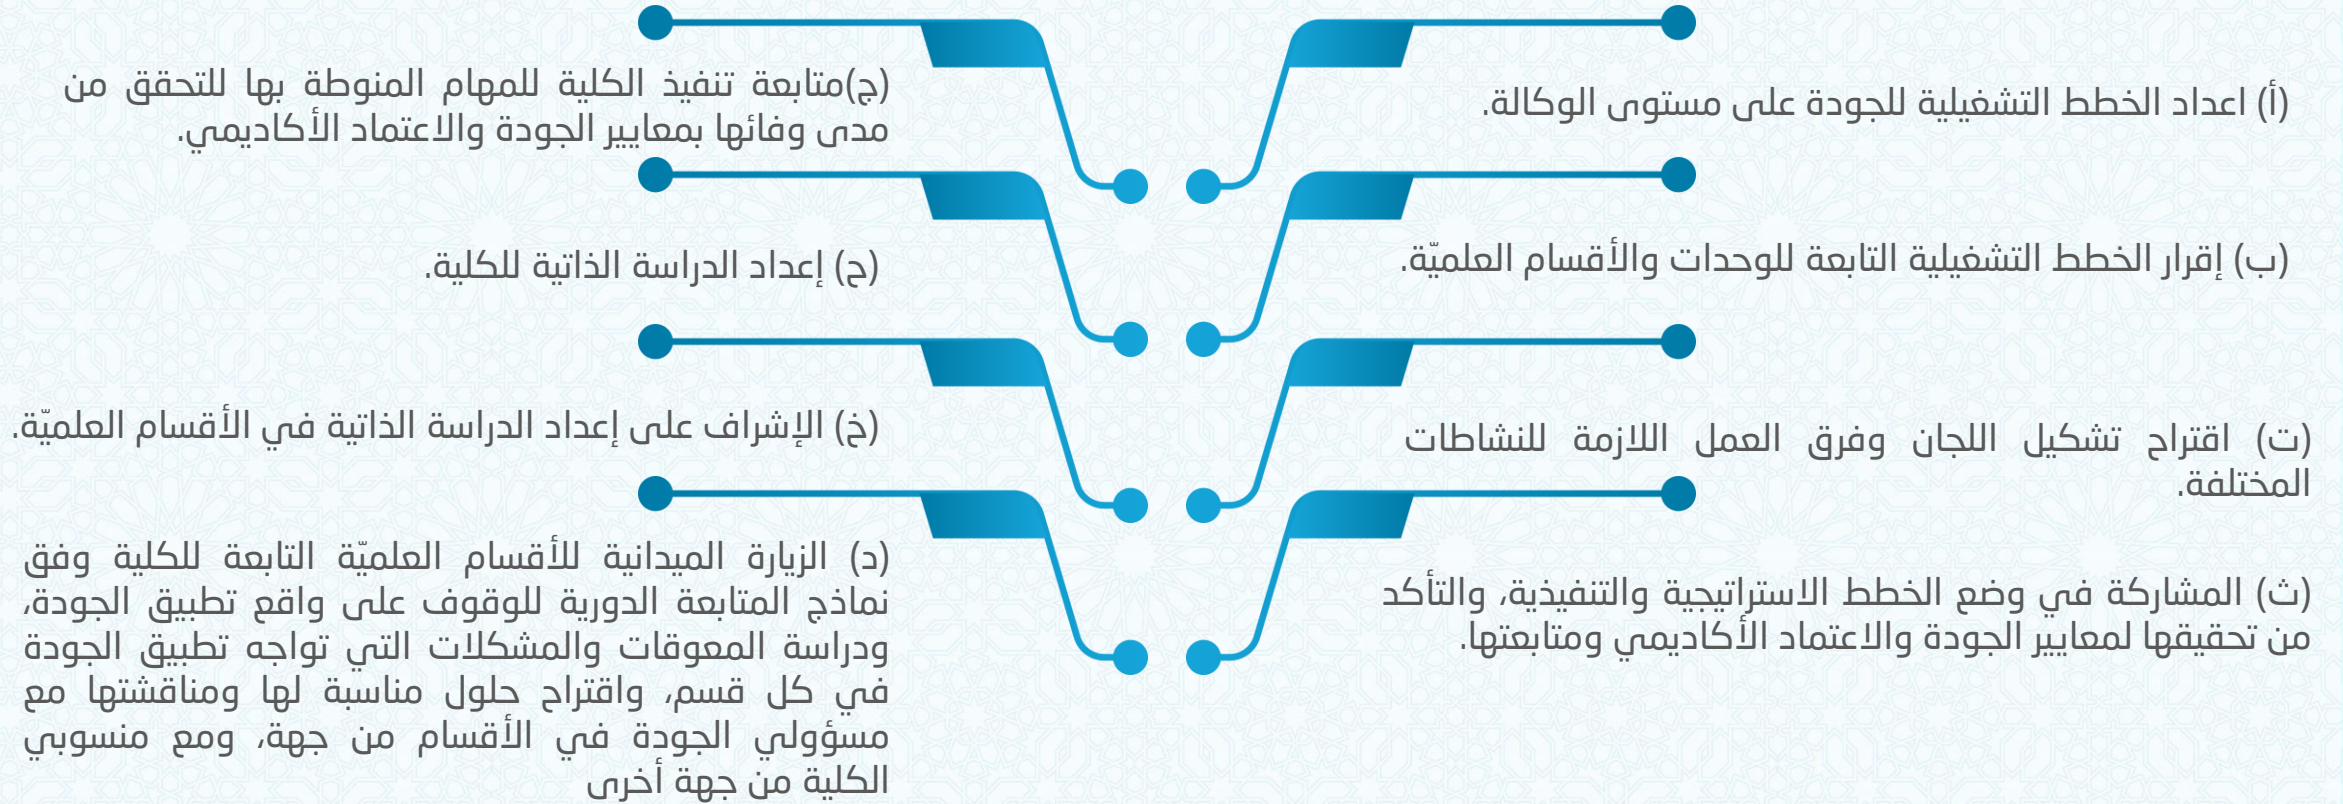 (أ) اعداد الخطط التشغيلية للجودة على مستوى الوكالة.
(ب) إقرار الخطط التشغيلية التابعة للوحدات والأقسام العلميّة.
(ت) اقتراح تشكيل اللجان وفرق العمل اللازمة للنشاطات
المختلفة.
(ث) المشاركة في وضع الخطط الاستراتيجية والتنفيذية، والتأكد
من تحقيقها لمعايير الجودة والاعتماد الأكاديمي ومتابعتها.
(ج)متابعة تنفيذ الكلية للمهام المنوطة بها للتحقق من
مدى وفائها بمعايير الجودة والاعتماد الأكاديمي.
(ح) إعداد الدراسة الذاتية للكلية.
(خ) الإشراف على إعداد الدراسة الذاتية في الأقسام العلميّة.
(د) الزيارة الميدانية للأقسام العلميّة التابعة للكلية وفق
نماذج المتابعة الدورية للوقوف على واقع تطبيق الجودة،
ودراسة المعوقات والمشكلات التي تواجه تطبيق الجودة
في كل قسم، واقتراح حلول مناسبة لها ومناقشتها مع
مسؤولي الجودة في الأقسام من جهة، ومع منسوبي
الكلية من جهة أخرى